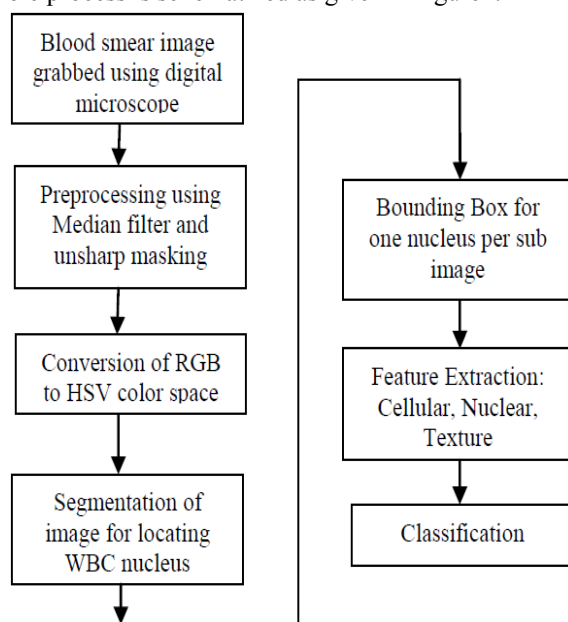 Blood smear image
grabbed using digital
microscope
Preprocessing using
Median filter and
unsharp masking
Conversion of RGB
to HSV color space
Segmentation of
image for locating
WBC nucleus
Bounding Box for
one nucleus per sub
image
Feature Extraction:
Cellular, Nuclear,
Texture
Classification